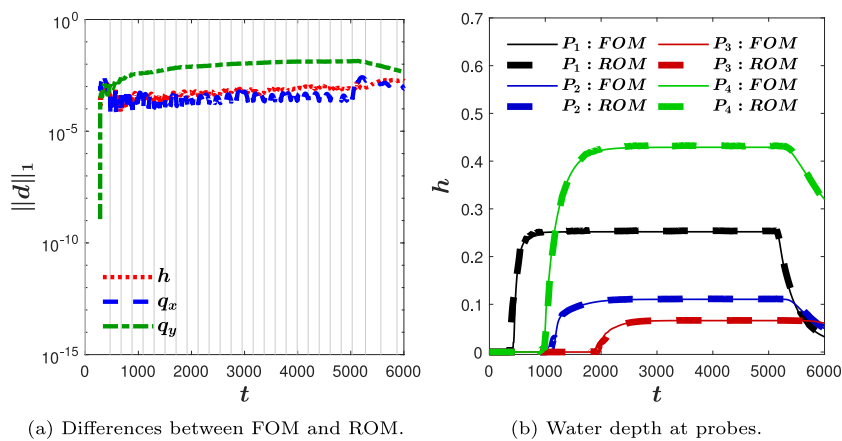 10^0
10^-5
10^-10
10^-15
||d||_1
h
q_x
q_y
0 1000 2000 3000 4000 5000 6000
t
0.7
0.6
0.5
0.4
0.3
0.2
0.1
0
h
P_1 : FOM P_3 : FOM
P_1 : ROM P_3 : ROM
P_2 : FOM P_4 : FOM
P_2 : ROM P_4 : ROM
0 1000 2000 3000 4000 5000 6000
t
(a) Differences between FOM and ROM.
(b) Water depth at probes.